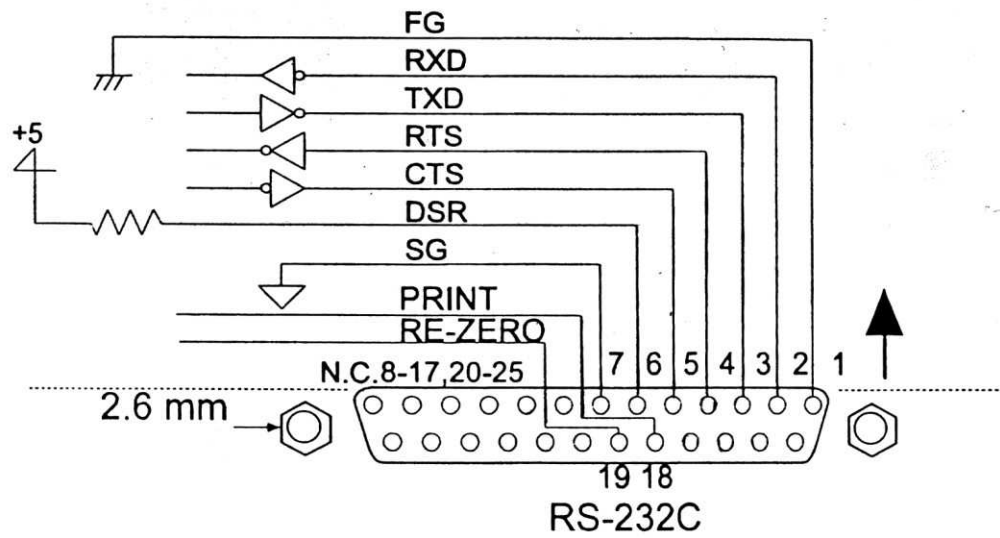 FG
RXD
TXD
+5
RTS
CTS
DSR
SG
PRINT
RE-ZERO
N.C.8-17,20-25
7 6 5 4 3 2 1
2.6 mm
19 18
RS-232C